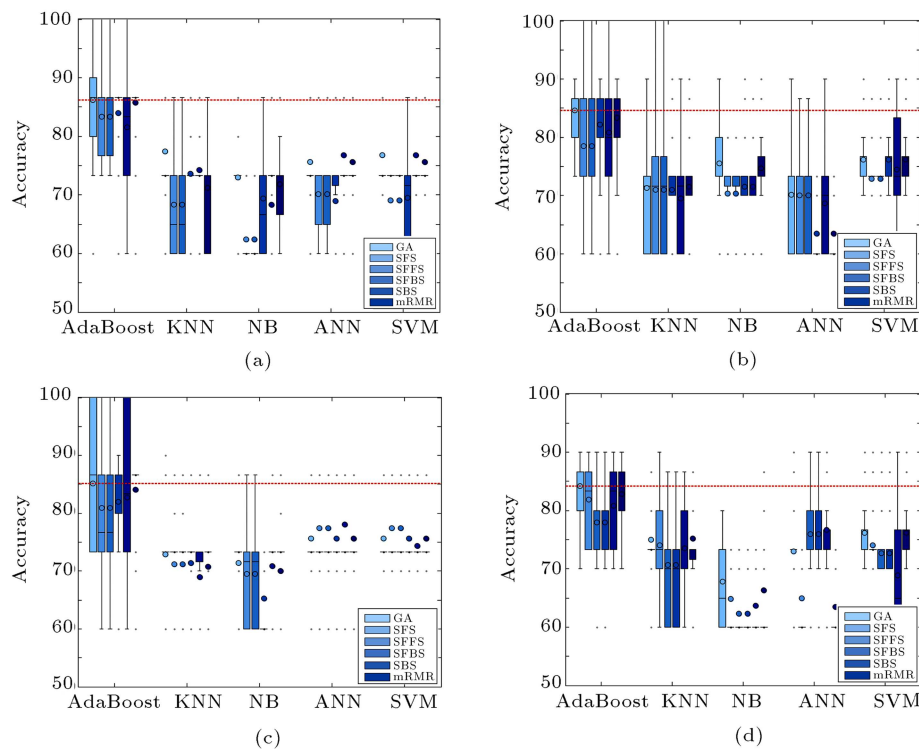 100
90
80
70
60
50
Accuracy
GA
SFS
SFFS
SFBS
SBS
mRMR
AdaBoost KNN NB ANN SVM
(a)
100
90
80
70
60
50
Accuracy
GA
SFS
SFFS
SFBS
SBS
mRMR
AdaBoost KNN NB ANN SVM
(b)
100
90
80
70
60
50
Accuracy
GA
SFS
SFFS
SFBS
SBS
mRMR
AdaBoost KNN NB ANN SVM
(c)
100
90
80
70
60
50
Accuracy
GA
SFS
SFFS
SFBS
SBS
mRMR
AdaBoost KNN NB ANN SVM
(d)